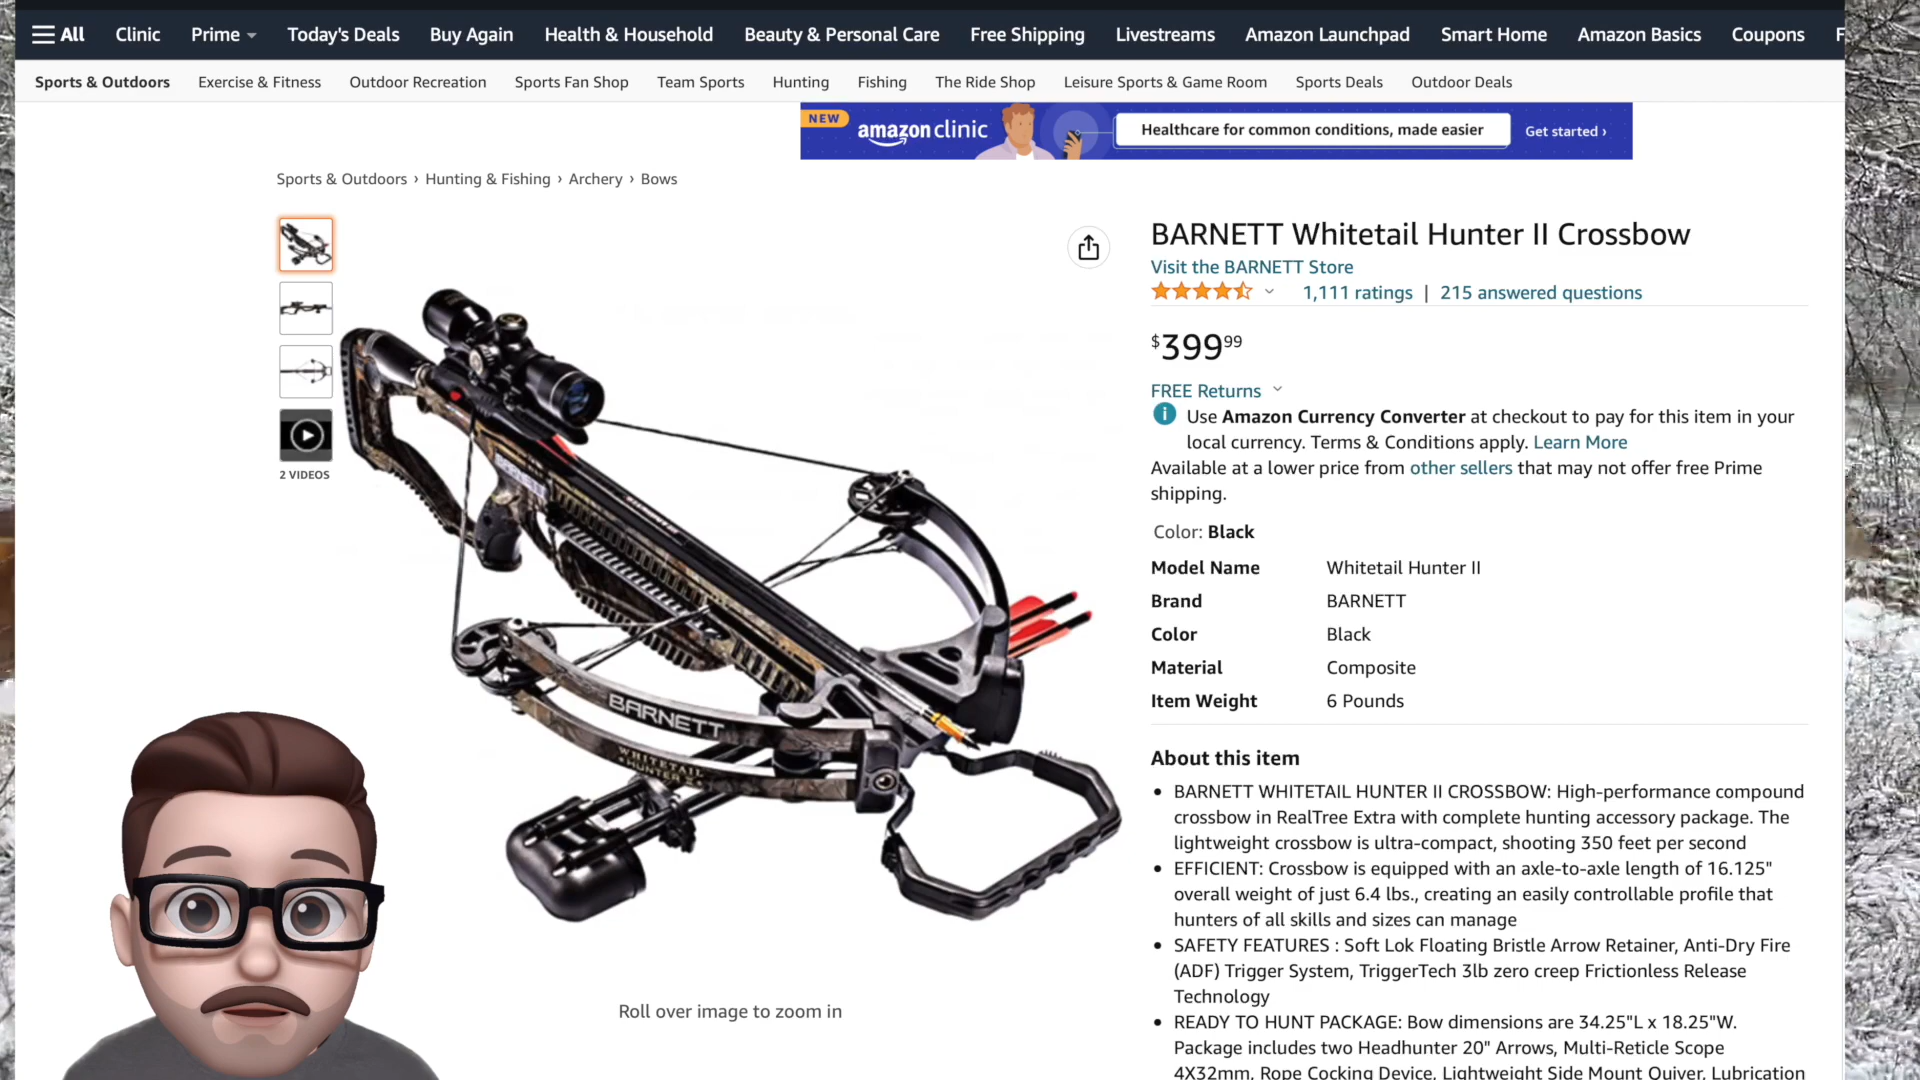 All Clinic Prime Today's Deals Buy Again Health & Household Beauty & Personal Care Free Shipping Livestreams Amazon Launchpad Smart Home Amazon Basics Coupons F
Sports & Outdoors Exercise & Fitness Outdoor Recreation Sports Fan Shop Team Sports Hunting Fishing The Ride Shop Leisure Sports & Game Room Sports Deals Outdoor Deals
NEW amazon clinic Healthcare for common conditions, made easier Get started ›
Sports & Outdoors › Hunting & Fishing › Archery › Bows
2 VIDEOS
BARNETT
WHITETAIL
HUNTER II
Roll over image to zoom in
BARNETT Whitetail Hunter II Crossbow
Visit the BARNETT Store
1,111 ratings | 215 answered questions
$399 99
FREE Returns
i Use Amazon Currency Converter at checkout to pay for this item in your
local currency. Terms & Conditions apply. Learn More
Available at a lower price from other sellers that may not offer free Prime
shipping.
Color: Black
Model Name Whitetail Hunter II
Brand BARNETT
Color Black
Material Composite
Item Weight 6 Pounds
About this item
• BARNETT WHITETAIL HUNTER II CROSSBOW: High-performance compound
crossbow in RealTree Extra with complete hunting accessory package. The
lightweight crossbow is ultra-compact, shooting 350 feet per second
• EFFICIENT: Crossbow is equipped with an axle-to-axle length of 16.125"
overall weight of just 6.4 lbs., creating an easily controllable profile that
hunters of all skills and sizes can manage
• SAFETY FEATURES : Soft Lok Floating Bristle Arrow Retainer, Anti-Dry Fire
(ADF) Trigger System, TriggerTech 3lb zero creep Frictionless Release
Technology
• READY TO HUNT PACKAGE: Bow dimensions are 34.25"L x 18.25"W.
Package includes two Headhunter 20" Arrows, Multi-Reticle Scope
4X32mm, Rope Cocking Device, Lightweight Side Mount Quiver, Lubrication